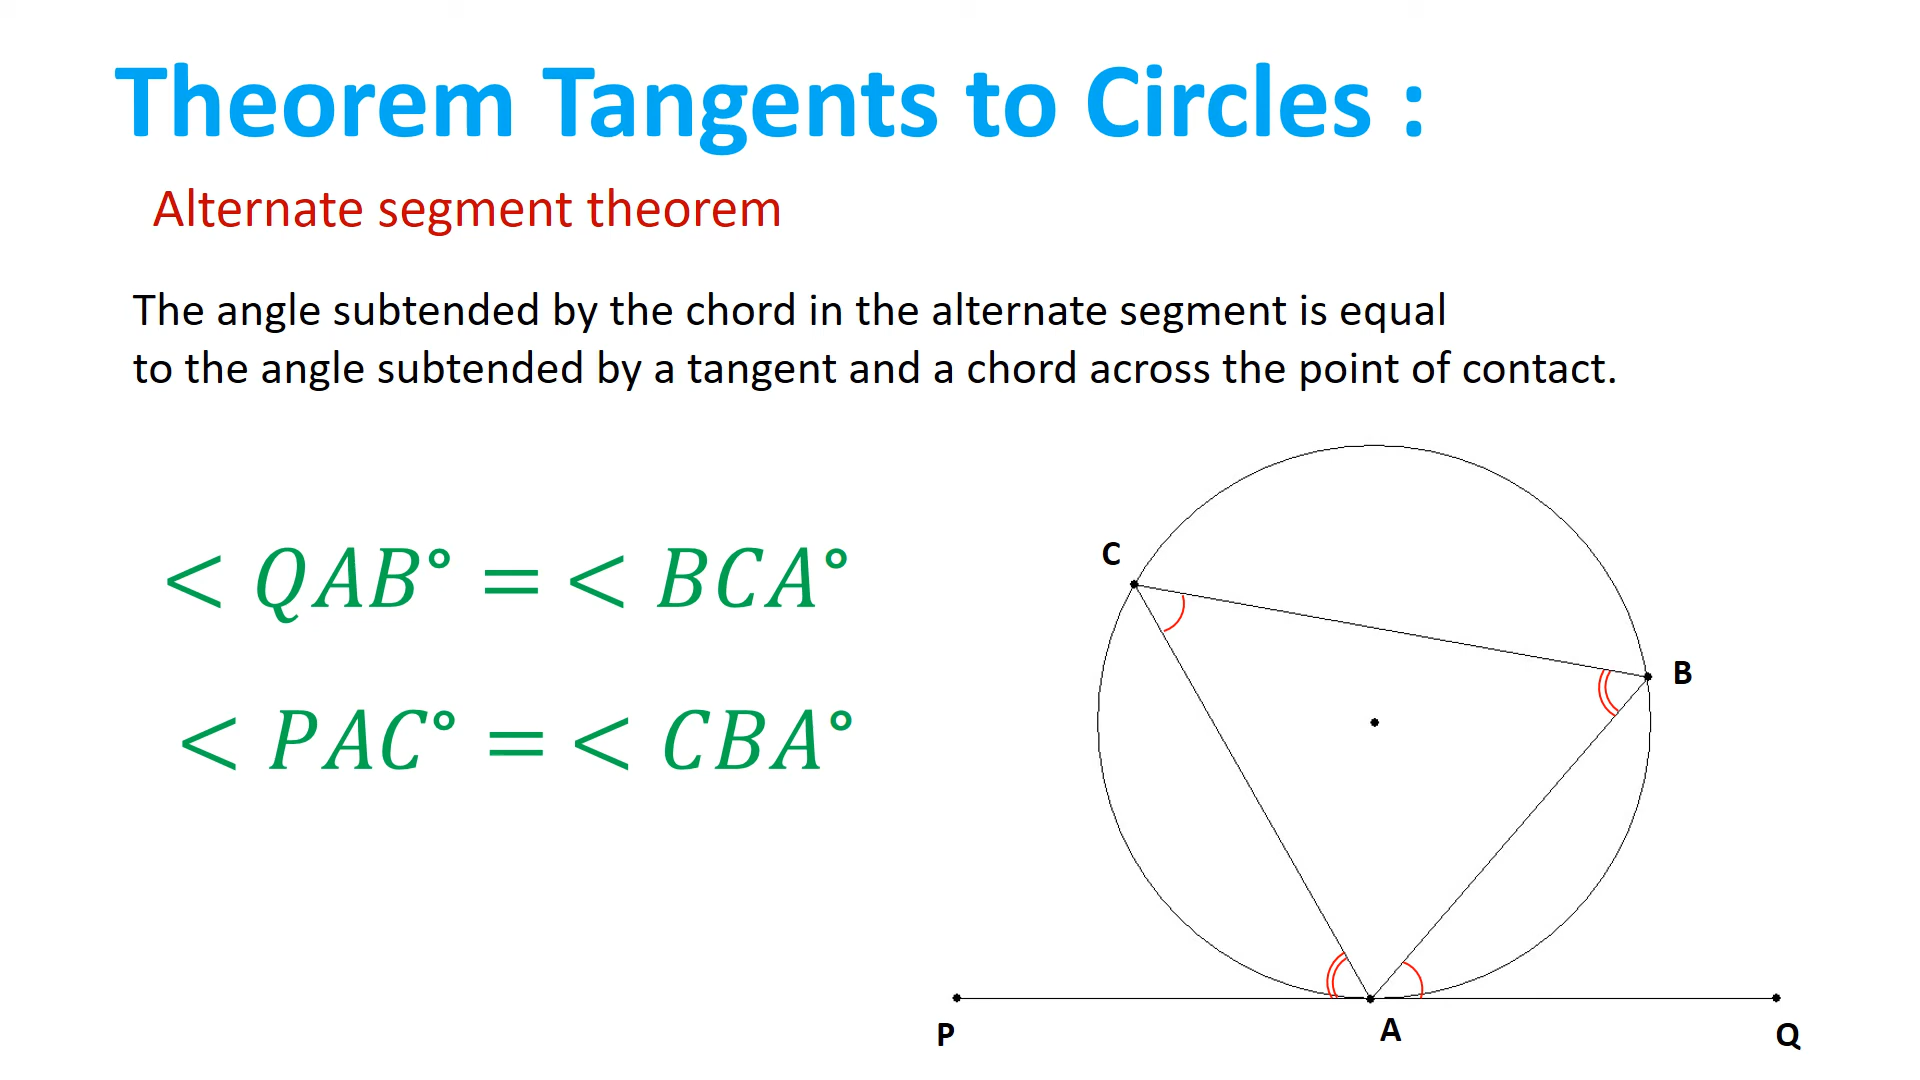 Theorem Tangents to Circles :
Alternate segment theorem
The angle subtended by the chord in the alternate segment is equal
to the angle subtended by a tangent and a chord across the point of contact.
< QAB° = < BCA°
< PAC° = < CBA°
C
B
P
A
Q